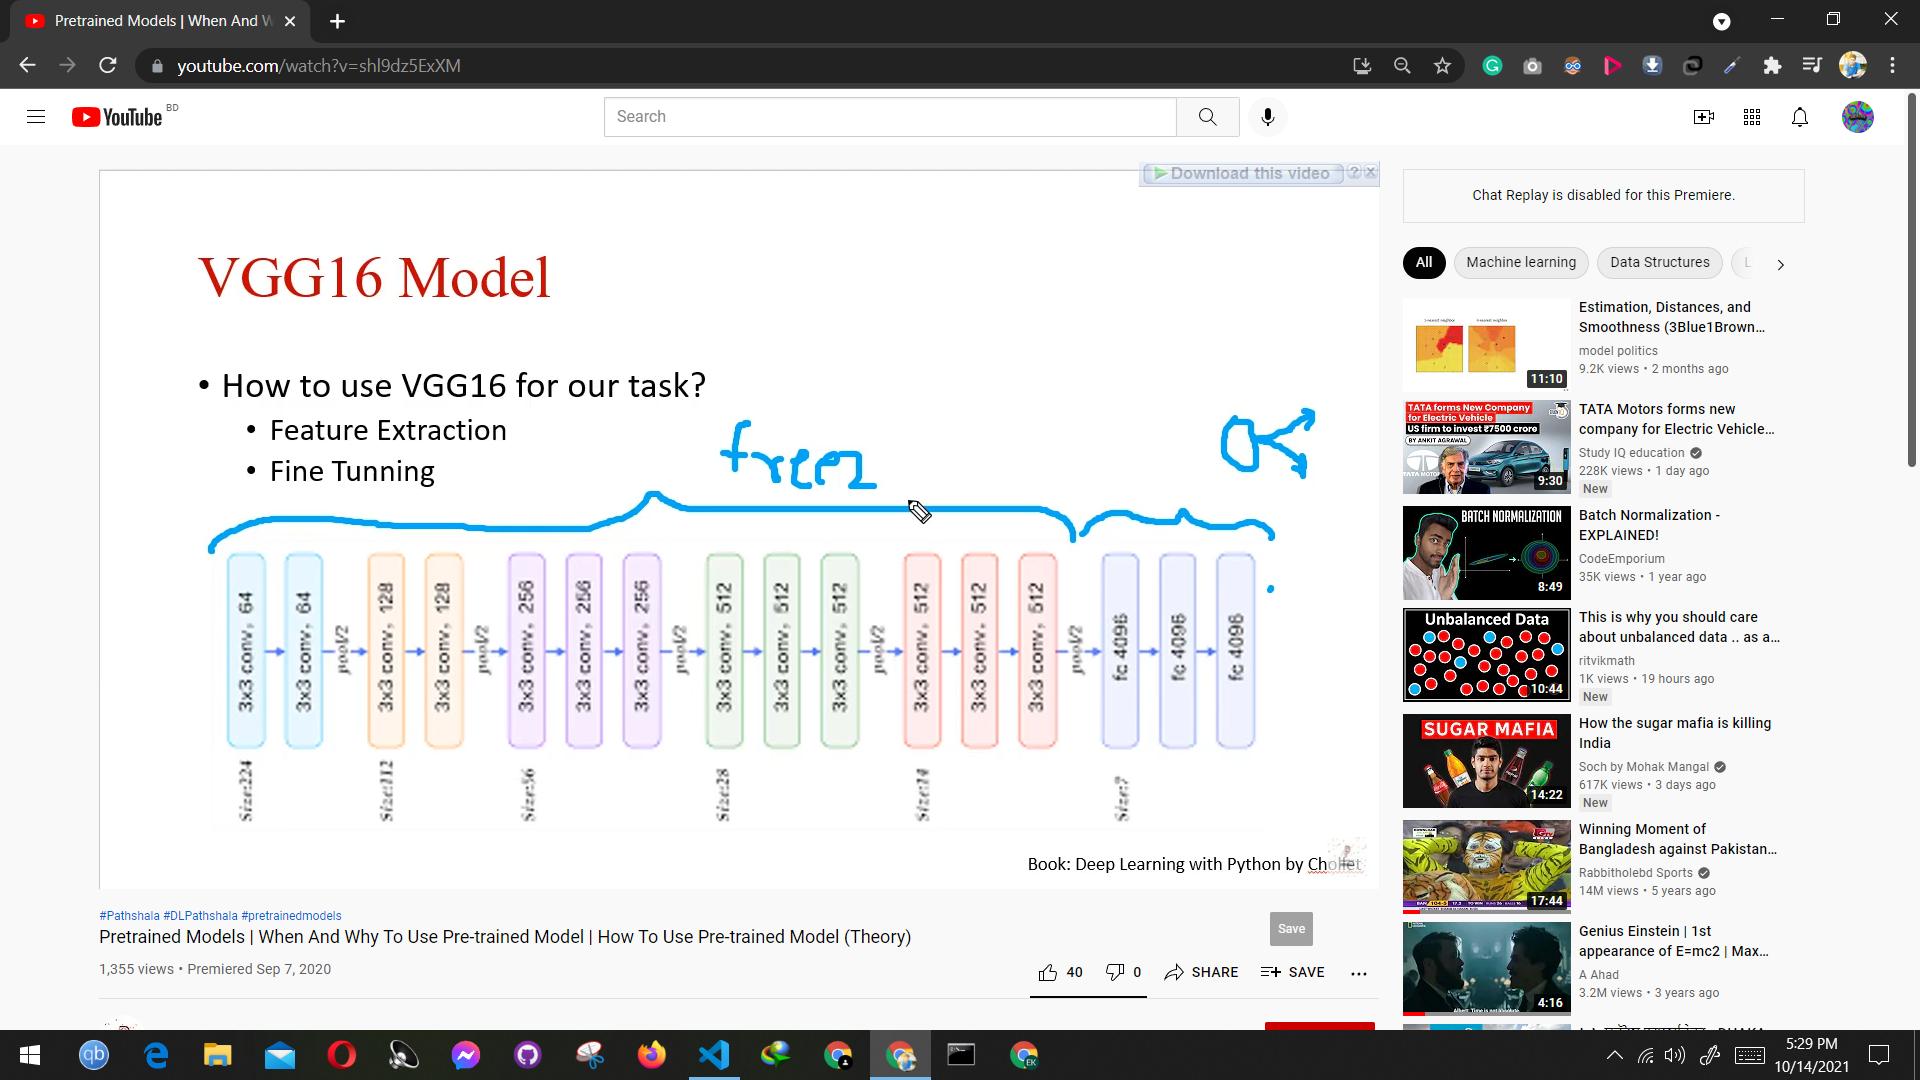 Pretrained Models | When And W
youtube.com/watch?v=shl9dz5ExXM
YouTube BD
Search
Download this video ? ×
VGG16 Model
• How to use VGG16 for our task?
• Feature Extraction
• Fine Tunning
freez
3x3 conv, 64
3x3 conv, 64
pool/2
3x3 conv, 128
3x3 conv, 128
pool/2
3x3 conv, 256
3x3 conv, 256
3x3 conv, 256
pool/2
3x3 conv, 512
3x3 conv, 512
3x3 conv, 512
pool/2
3x3 conv, 512
3x3 conv, 512
3x3 conv, 512
pool/2
fc 4096
fc 4096
fc 4096
Size:224
Size:112
Size:56
Size:28
Size:14
Size:7
Book: Deep Learning with Python by Chollet
#Pathshala #DLPathshala #pretrainedmodels
Pretrained Models | When And Why To Use Pre-trained Model | How To Use Pre-trained Model (Theory)
Save
1,355 views • Premiered Sep 7, 2020
40 0 SHARE SAVE
Chat Replay is disabled for this Premiere.
All Machine learning Data Structures L
Estimation, Distances, and
Smoothness (3Blue1Brown...
model politics
9.2K views • 2 months ago
11:10
TATA forms New Company
for Electric Vehicle
US firm to invest ₹7500 crore
BY ANKIT AGRAWAL
9:30
TATA Motors forms new
company for Electric Vehicle...
Study IQ education
228K views • 1 day ago
New
BATCH NORMALIZATION
8:49
Batch Normalization -
EXPLAINED!
CodeEmporium
35K views • 1 year ago
Unbalanced Data
10:44
This is why you should care
about unbalanced data .. as a...
ritvikmath
1K views • 19 hours ago
New
SUGAR MAFIA
14:22
How the sugar mafia is killing
India
Soch by Mohak Mangal
617K views • 3 days ago
New
17:44
Winning Moment of
Bangladesh against Pakistan...
Rabbitholebd Sports
14M views • 5 years ago
4:16
Genius Einstein | 1st
appearance of E=mc2 | Max...
A Ahad
3.2M views • 3 years ago
5:29 PM
10/14/2021